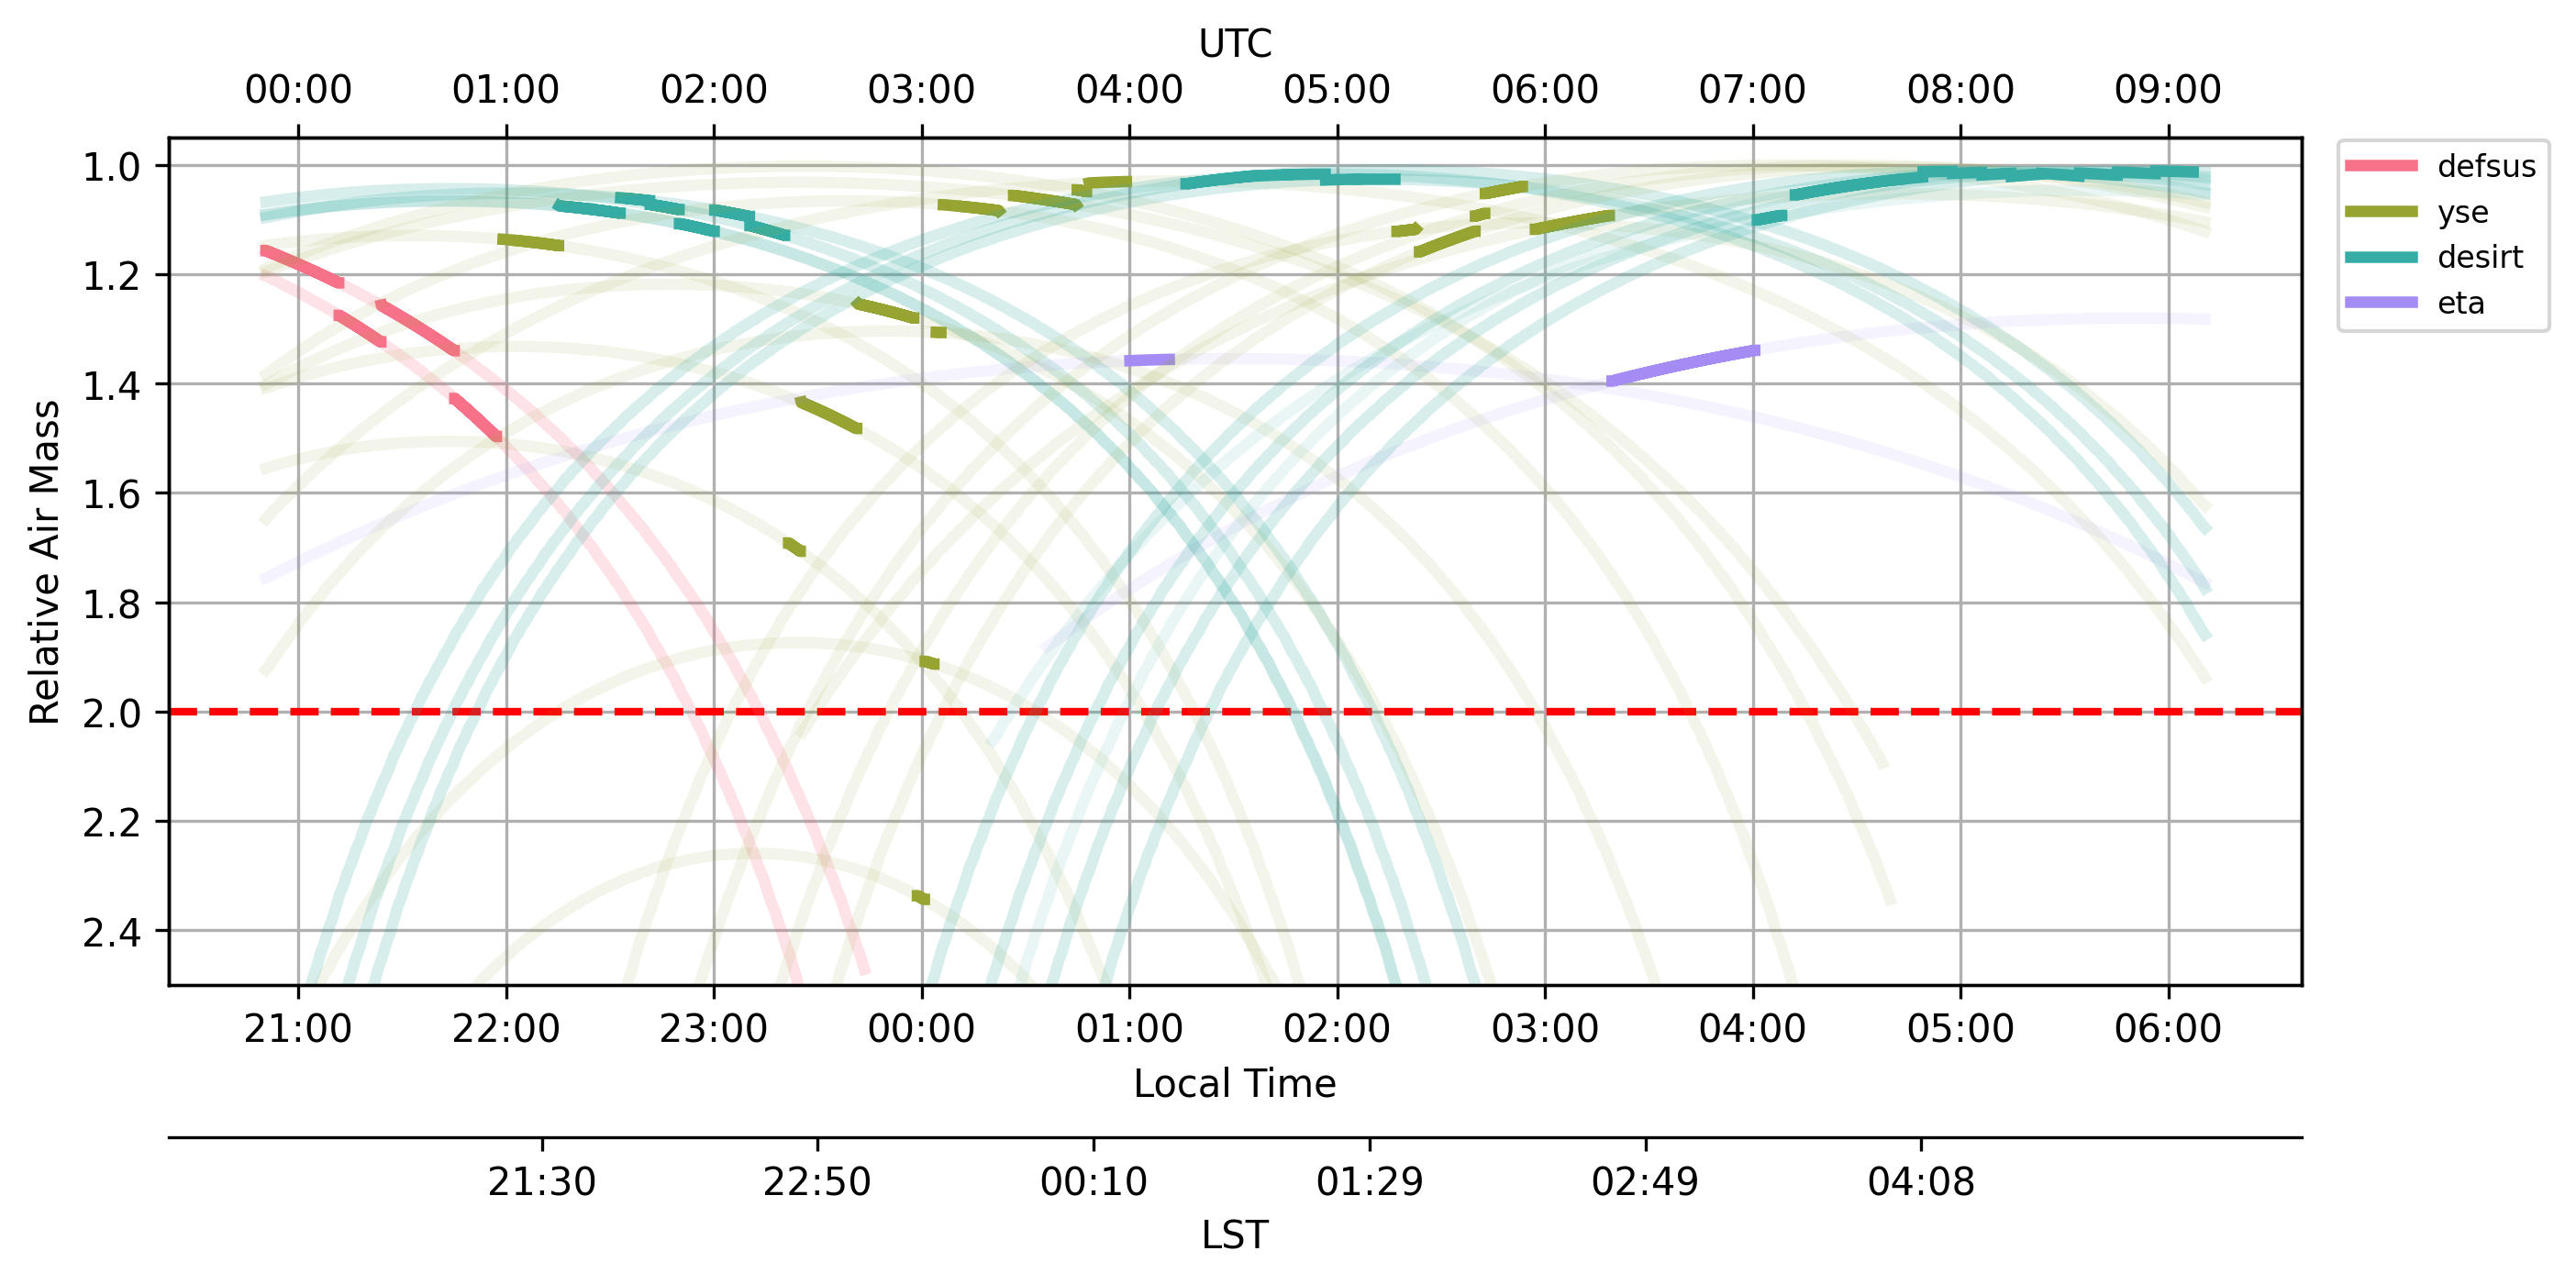 UTC
00:00 01:00 02:00 03:00 04:00 05:00 06:00 07:00 08:00 09:00
Relative Air Mass
1.0
1.2
1.4
1.6
1.8
2.0
2.2
2.4
defsus
yse
desirt
eta
21:00 22:00 23:00 00:00 01:00 02:00 03:00 04:00 05:00 06:00
Local Time
21:30 22:50 00:10 01:29 02:49 04:08
LST